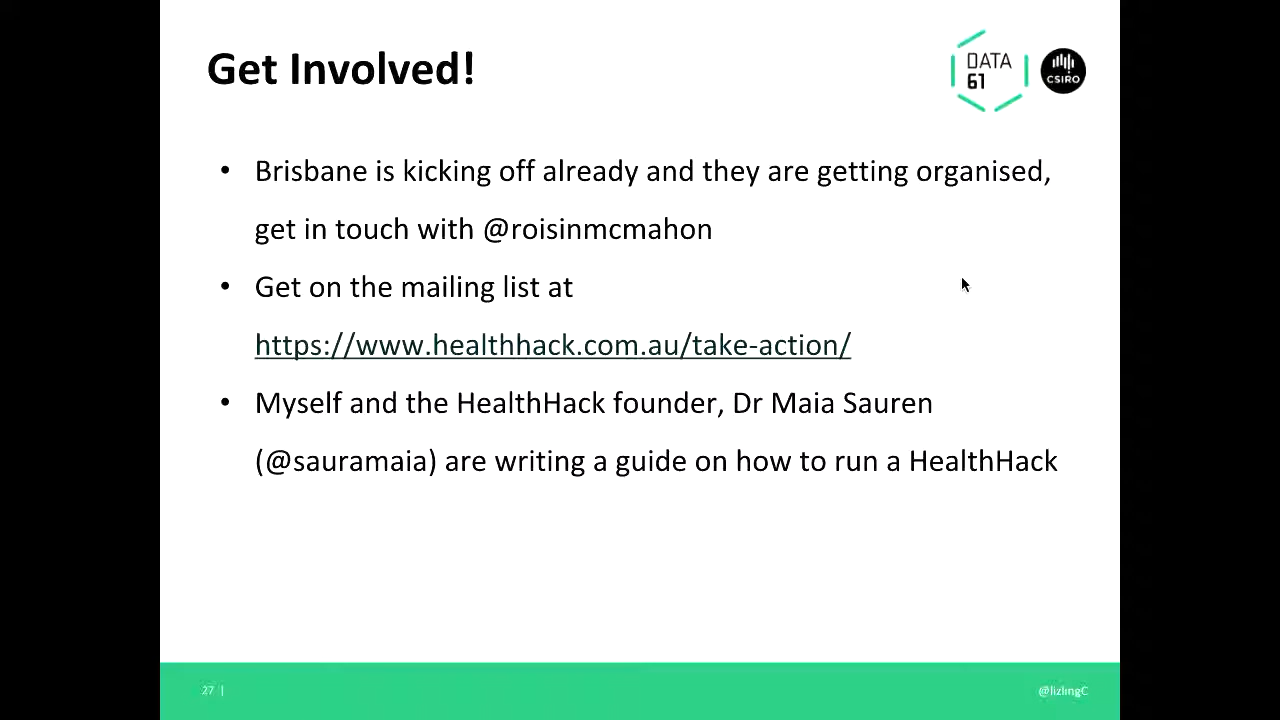 Get Involved!
DATA
61
CSIRO
• Brisbane is kicking off already and they are getting organised,
get in touch with @roisinmcmahon
• Get on the mailing list at
https://www.healthhack.com.au/take-action/
• Myself and the HealthHack founder, Dr Maia Sauren
(@sauramaia) are writing a guide on how to run a HealthHack
27 |
@lizlingC